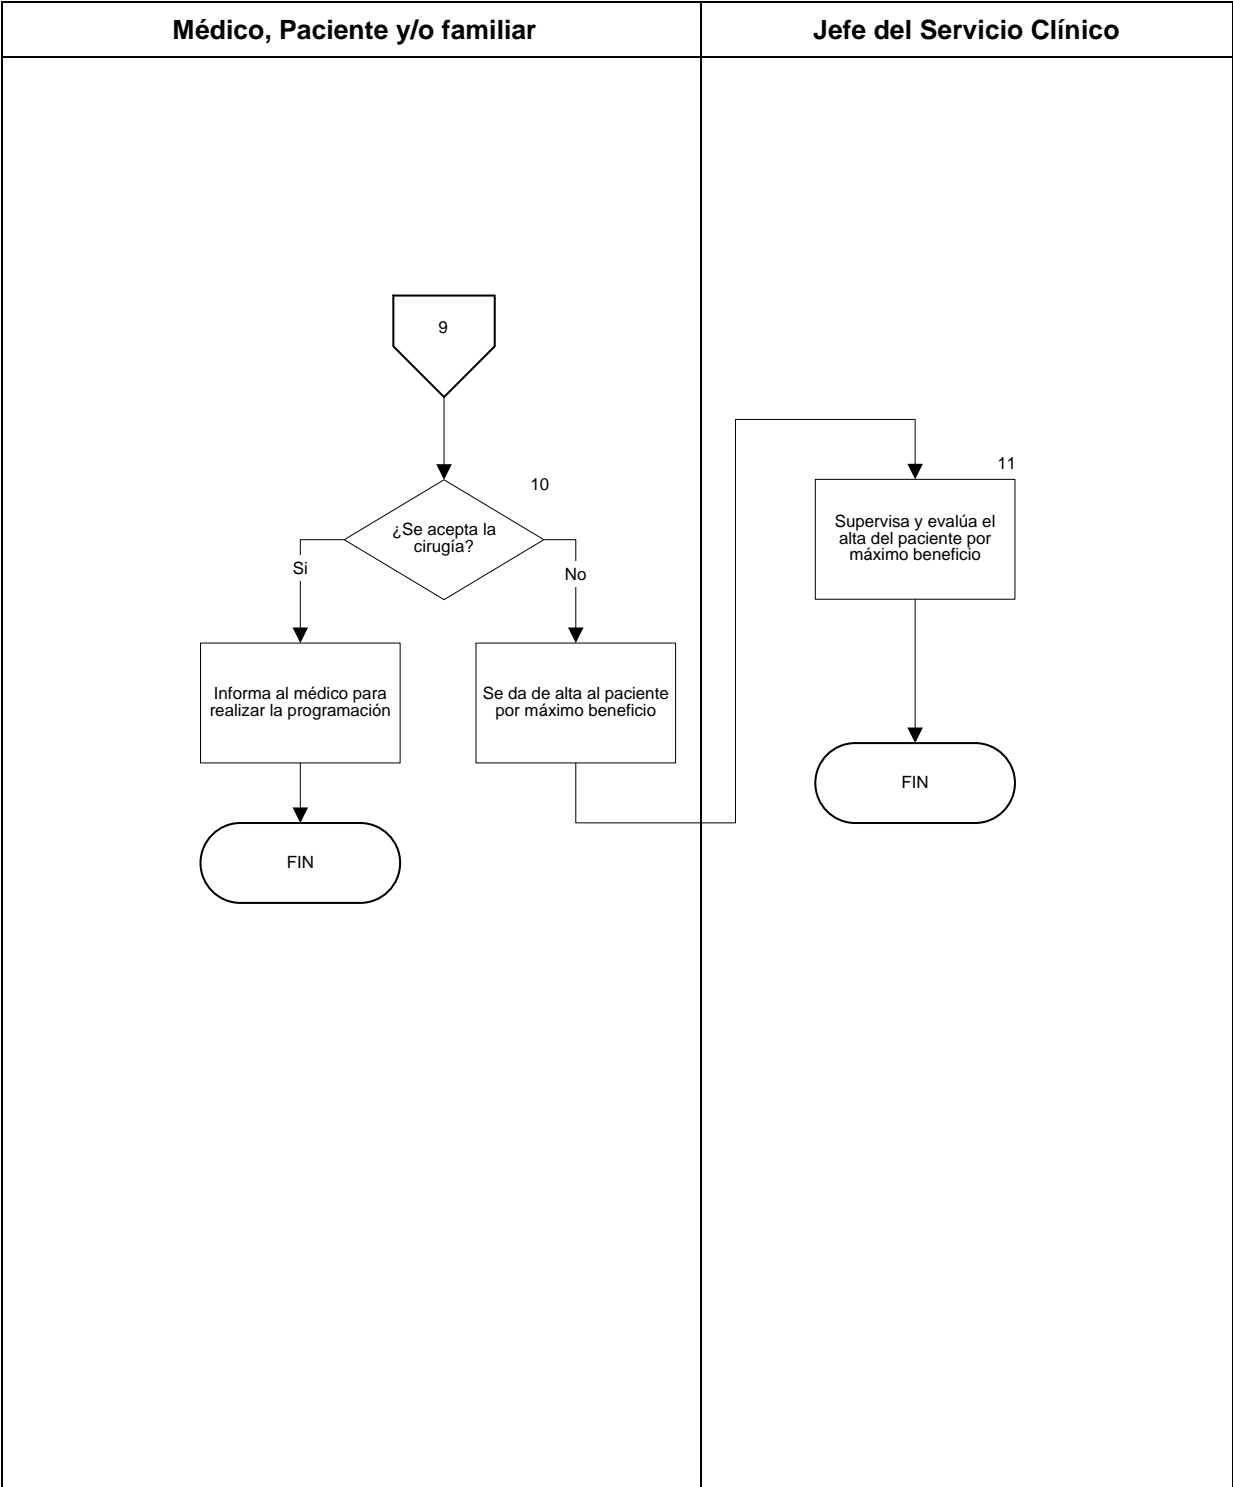 Médico, Paciente y/o familiar
Jefe del Servicio Clínico
9
10
¿Se acepta la
cirugía?
Si
No
Informa al médico para
realizar la programación
Se da de alta al paciente
por máximo beneficio
FIN
11
Supervisa y evalúa el
alta del paciente por
máximo beneficio
FIN